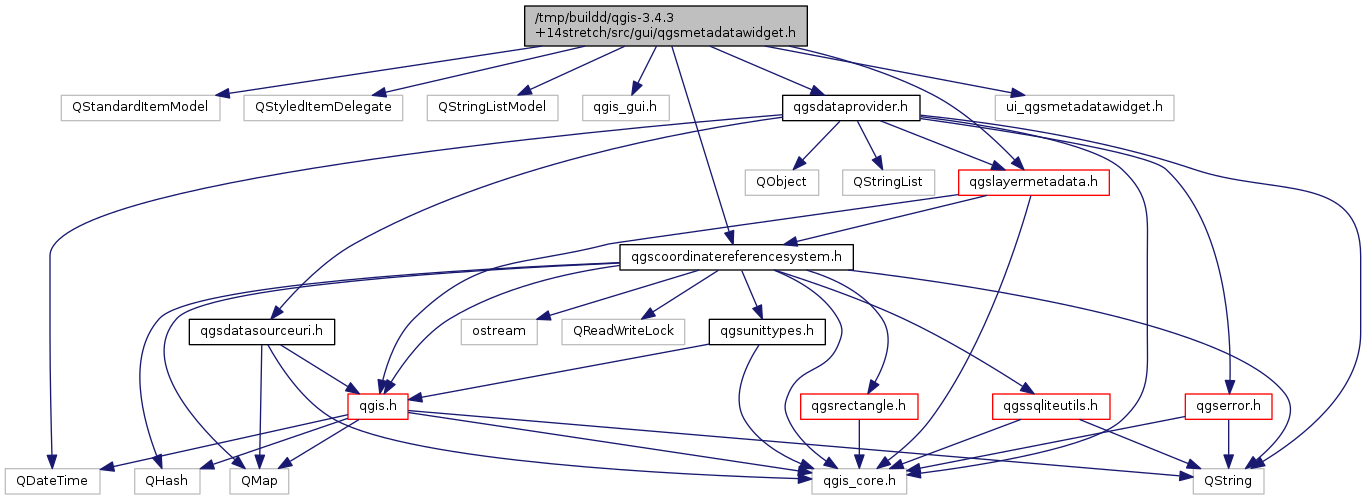 /tmp/buildd/qgis-3.4.3
+14stretch/src/gui/qgsmetadatawidget.h
QStandardItemModel
QStyledItemDelegate
QStringListModel
qgis_gui.h
qgsdataprovider.h
ui_qgsmetadatawidget.h
QObject
QStringList
qgslayermetadata.h
qgscoordinatereferencesystem.h
qgsdatasourceuri.h
ostream
QReadWriteLock
qgsunittypes.h
qgis.h
qgsrectangle.h
qgssqliteutils.h
qgserror.h
QDateTime
QHash
QMap
qgis_core.h
QString